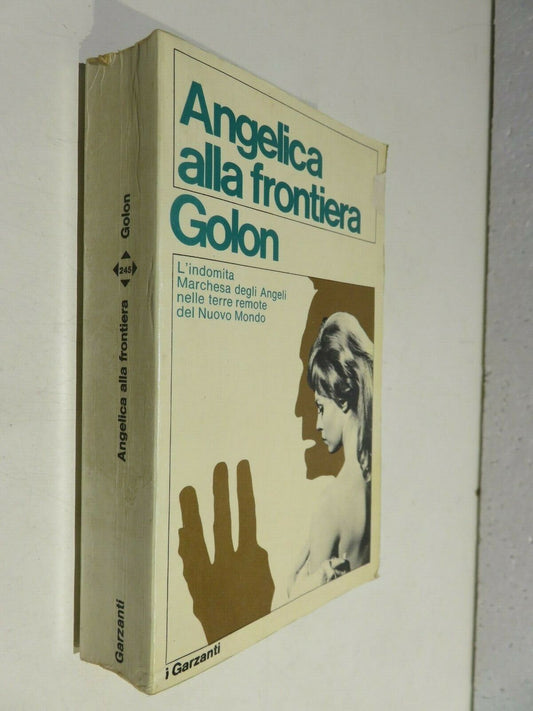 Angelica
alla frontiera
Golon
L'indomita
Marchesa degli Angeli
nelle terre remote
del Nuovo Mondo
i Garzanti
Garzanti
Angelica alla frontiera
245
Golon